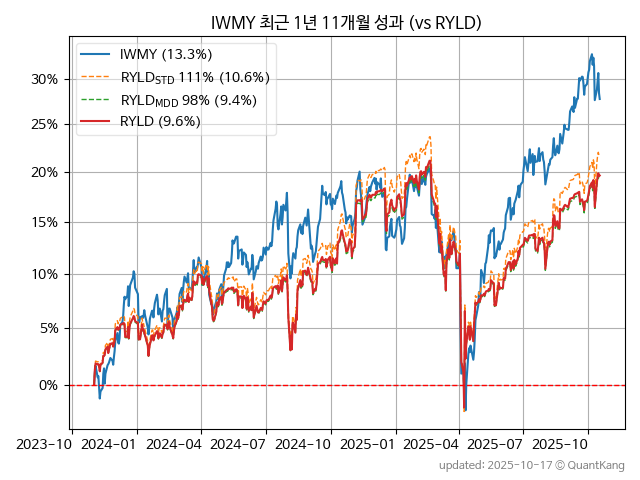 IWMY 최근 1년 11개월 성과 (vs RYLD)
IWMY (13.3%)
RYLDSTD 111% (10.6%)
RYLDMDD 98% (9.4%)
RYLD (9.6%)
30%
25%
20%
15%
10%
5%
0%
2023-10 2024-01 2024-04 2024-07 2024-10 2025-01 2025-04 2025-07 2025-10
updated: 2025-10-17 © QuantKang